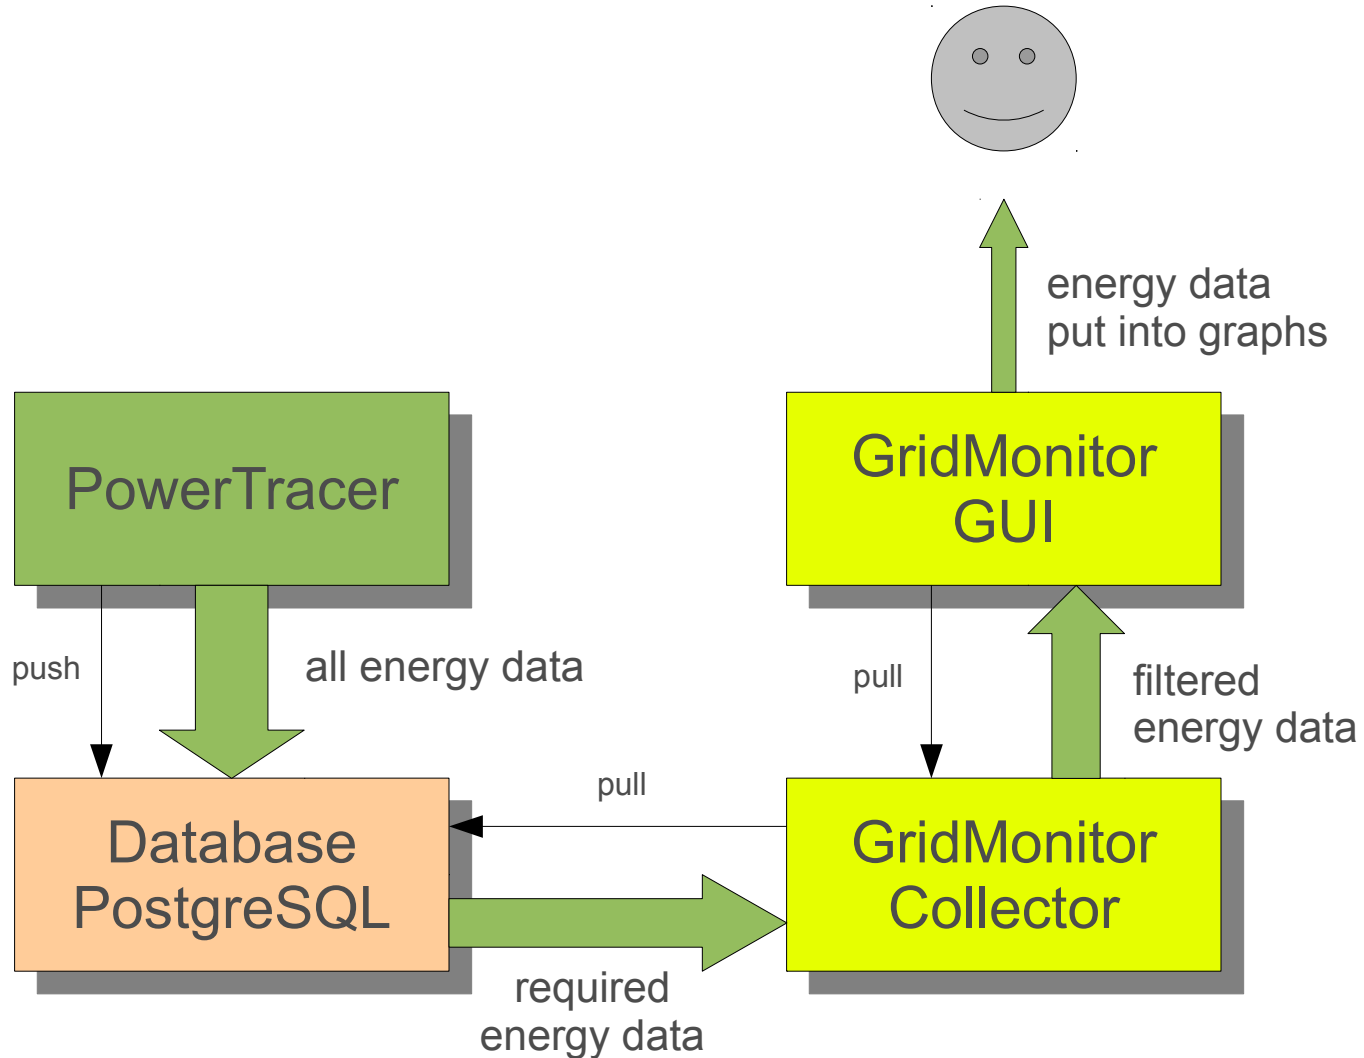 energy data
put into graphs
PowerTracer
GridMonitor
GUI
push
all energy data
pull
filtered
energy data
pull
Database
PostgreSQL
GridMonitor
Collector
required
energy data